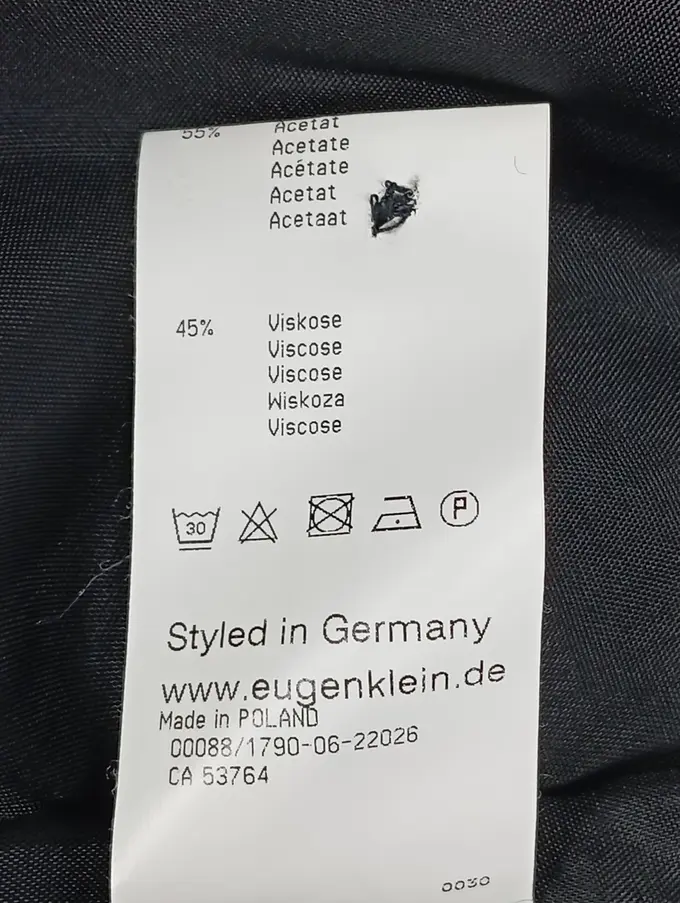 55% Acetat
Acetate
Acétate
Acetat
Acetaat
45% Viskose
Viscose
Viscose
Wiskoza
Viscose
30 P
Styled in Germany
www.eugenklein.de
Made in POLAND
00088/1790-06-22026
CA 53764
0030